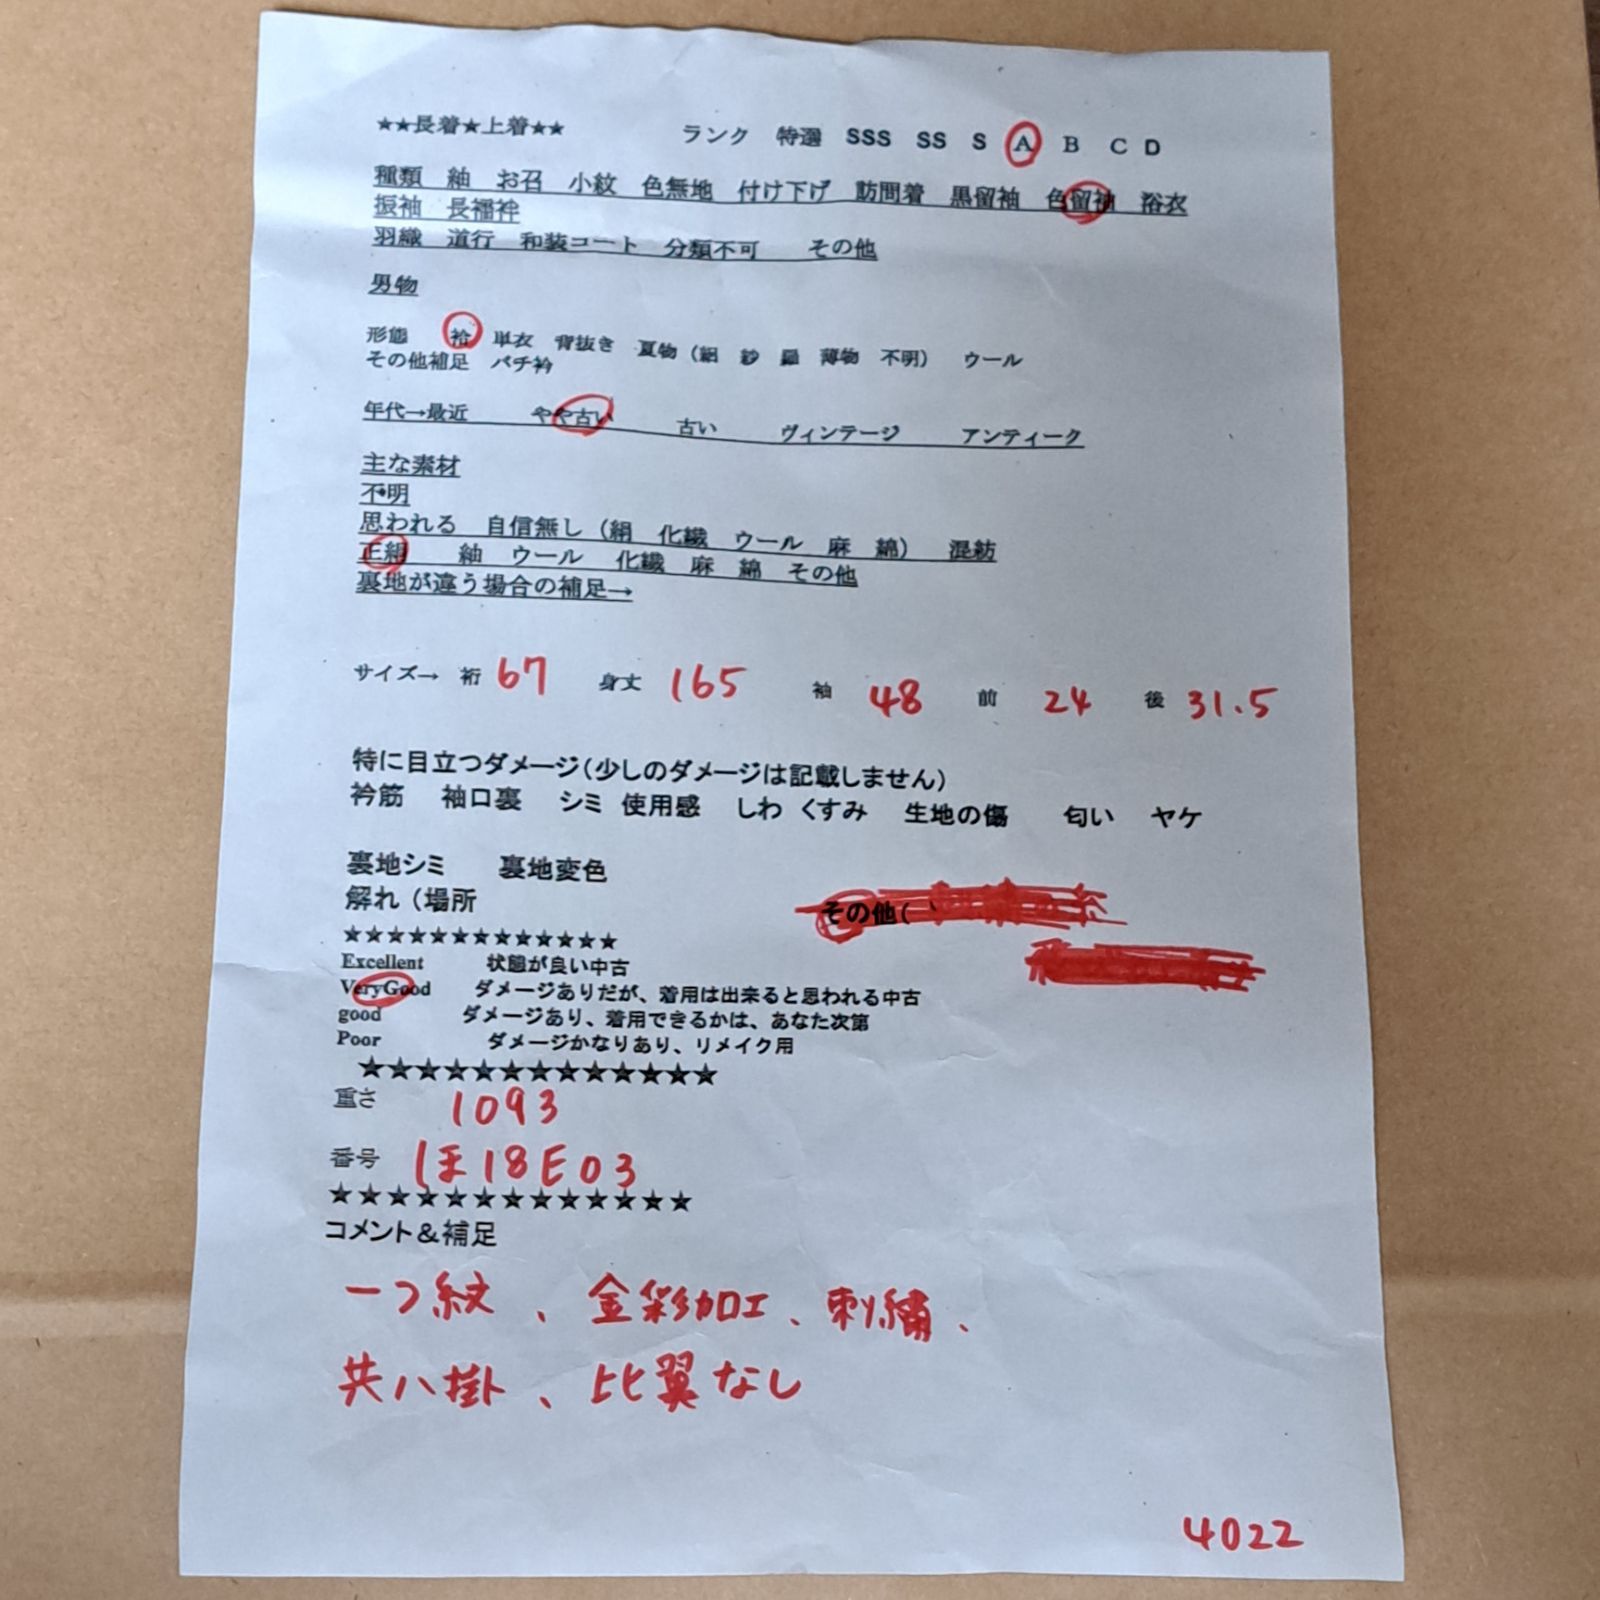 ★★長着★上着★★ ランク 特選 SSS SS S A B C D
種類 紬 お召 小紋 色無地 付け下げ 訪問着 黒留袖 色留袖 浴衣
振袖 長襦袢
羽織 道行 和装コート 分類不可 その他
男物
形態 袷 単衣 背抜き 夏物（絽 紗 羅 薄物 不明） ウール
その他補足 バチ衿
年代→最近 やや古い 古い ヴィンテージ アンティーク
主な素材
不明
思われる 自信無し（絹 化繊 ウール 麻 綿） 混紡
正絹 紬 ウール 化繊 麻 綿 その他
裏地が違う場合の補足→
サイズ→ 裄 67 身丈 165 袖 48 前 24 後 31.5
特に目立つダメージ（少しのダメージは記載しません）
衿筋 袖口裏 シミ 使用感 しわ くすみ 生地の傷 匂い ヤケ
裏地シミ 裏地変色
解れ（場所 その他（
★★★★★★★★★★★★★
Excellent 状態が良い中古
VeryGood ダメージありだが、着用は出来ると思われる中古
good ダメージあり、着用できるかは、あなた次第
Poor ダメージかなりあり、リメイク用
★★★★★★★★★★★★★
重さ 1093
番号 ほ18E03
★★★★★★★★★★★★★
コメント＆補足
一つ紋、金彩加工、刺繍、
共八掛、比翼なし
4022